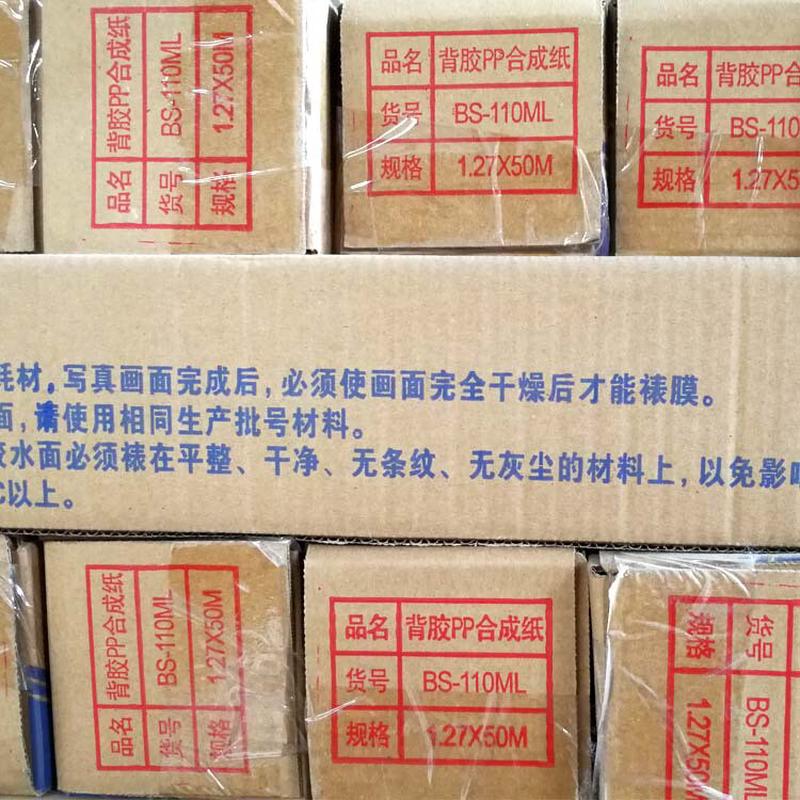 品名 背胶PP合成纸
货号 BS-110ML
规格 1.27X50M
品名 背胶PP合成纸
货号 BS-110ML
规格 1.27X50M
品名 背胶PP合
货号 BS-110
规格 1.27X5
耗材。写真画面完成后，必须使画面完全干燥后才能裱膜。
面，请使用相同生产批号材料。
胶水面必须裱在平整、干净、无条纹、无灰尘的材料上，以免影响
C以上。
品名 背胶PP合成纸
货号 BS-110ML
规格 1.27X50M
品名 背胶PP合成纸
货号 BS-110ML
规格 1.27X50M
货号 BS-110ML
规格 1.27X50M